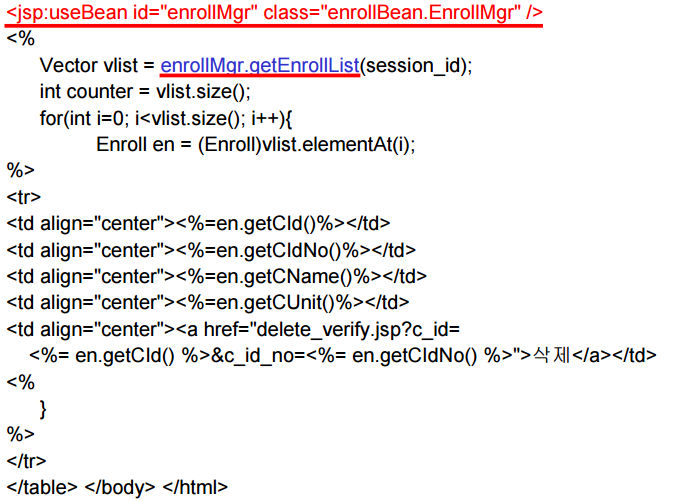 <jsp:useBean id="enrollMgr" class="enrollBean.EnrollMgr" />
<%
Vector vlist = enrollMgr.getEnrollList(session_id);
int counter = vlist.size();
for(int i=0; i<vlist.size(); i++){
Enroll en = (Enroll)vlist.elementAt(i);
%>
<tr>
<td align="center"><%=en.getCId()%></td>
<td align="center"><%=en.getCIdNo()%></td>
<td align="center"><%=en.getCName()%></td>
<td align="center"><%=en.getCUnit()%></td>
<td align="center"><a href="delete_verify.jsp?c_id=
<%= en.getCId() %>&c_id_no=<%= en.getCIdNo() %>">삭제</a></td>
<%
}
%>
</tr>
</table> </body> </html>